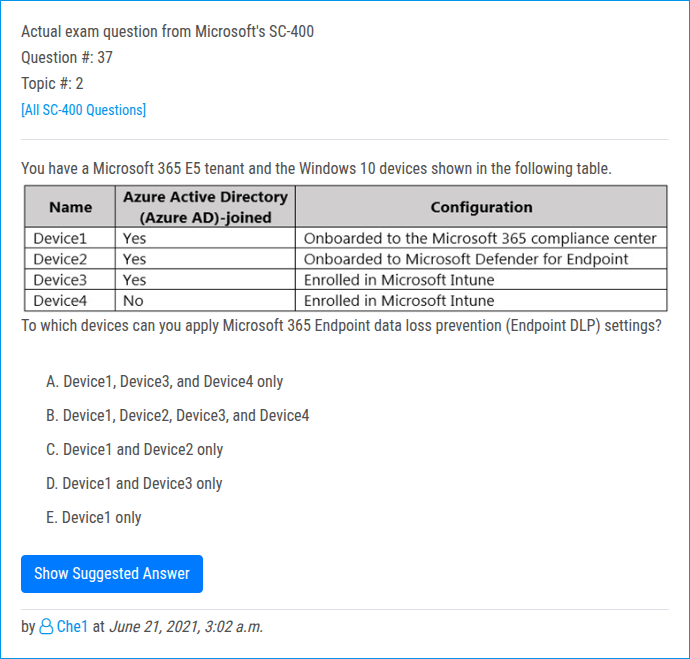 Actual exam question from Microsoft's SC-400
Question #: 37
Topic #: 2
[All SC-400 Questions]
You have a Microsoft 365 E5 tenant and the Windows 10 devices shown in the following table.
Name Azure Active Directory (Azure AD)-joined Configuration
Device1 Yes Onboarded to the Microsoft 365 compliance center
Device2 Yes Onboarded to Microsoft Defender for Endpoint
Device3 Yes Enrolled in Microsoft Intune
Device4 No Enrolled in Microsoft Intune
To which devices can you apply Microsoft 365 Endpoint data loss prevention (Endpoint DLP) settings?
A. Device1, Device3, and Device4 only
B. Device1, Device2, Device3, and Device4
C. Device1 and Device2 only
D. Device1 and Device3 only
E. Device1 only
Show Suggested Answer
by Che1 at June 21, 2021, 3:02 a.m.